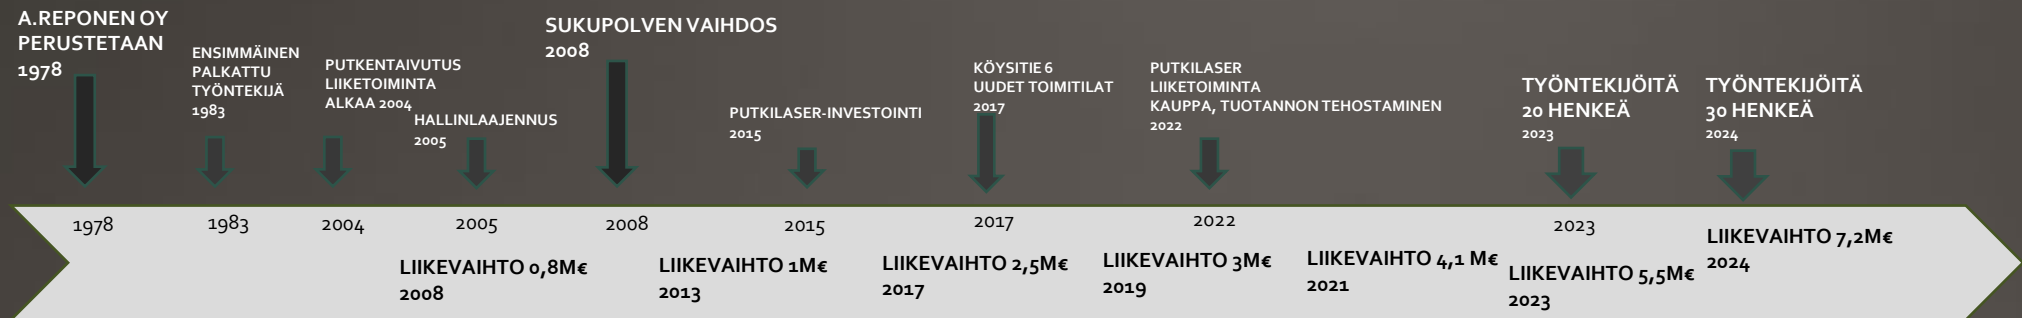 A.REPONEN OY
PERUSTETAAN
1978
ENSIMMÄINEN
PALKATTU
TYÖNTEKIJÄ
1983
PUTKENTAIVUTUS
LIIKETOIMINTA
ALKAA 2004
HALLINLAAJENNUS
2005
SUKUPOLVEN VAIHDOS
2008
PUTKILASER-INVESTOINTI
2015
KÖYSITIE 6
UUDET TOIMITILAT
2017
PUTKILASER
LIIKETOIMINTA
KAUPPA, TUOTANNON TEHOSTAMINEN
2022
TYÖNTEKIJÖITÄ
20 HENKEÄ
2023
TYÖNTEKIJÖITÄ
30 HENKEÄ
2024
1978
1983
2004
2005
2008
2015
2017
2022
2023
LIIKEVAIHTO 0,8M€
2008
LIIKEVAIHTO 1M€
2013
LIIKEVAIHTO 2,5M€
2017
LIIKEVAIHTO 3M€
2019
LIIKEVAIHTO 4,1 M€
2021
LIIKEVAIHTO 5,5M€
2023
LIIKEVAIHTO 7,2M€
2024